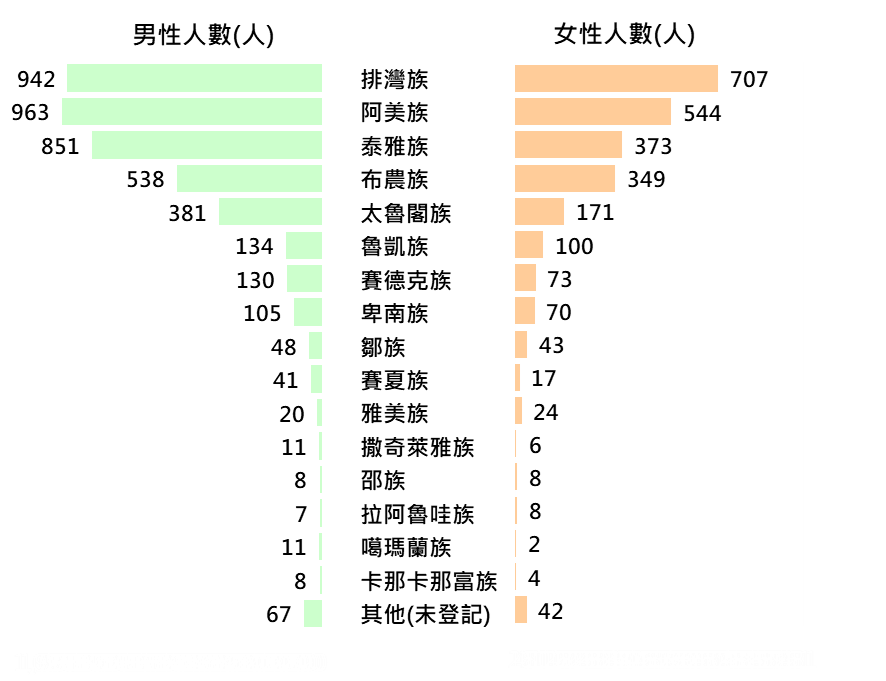 男性人數(人) 女性人數(人)
942 排灣族 707
963 阿美族 544
851 泰雅族 373
538 布農族 349
381 太魯閣族 171
134 魯凱族 100
130 賽德克族 73
105 卑南族 70
48 鄒族 43
41 賽夏族 17
20 雅美族 24
11 撒奇萊雅族 6
8 邵族 8
7 拉阿魯哇族 8
11 噶瑪蘭族 2
8 卡那卡那富族 4
67 其他(未登記) 42